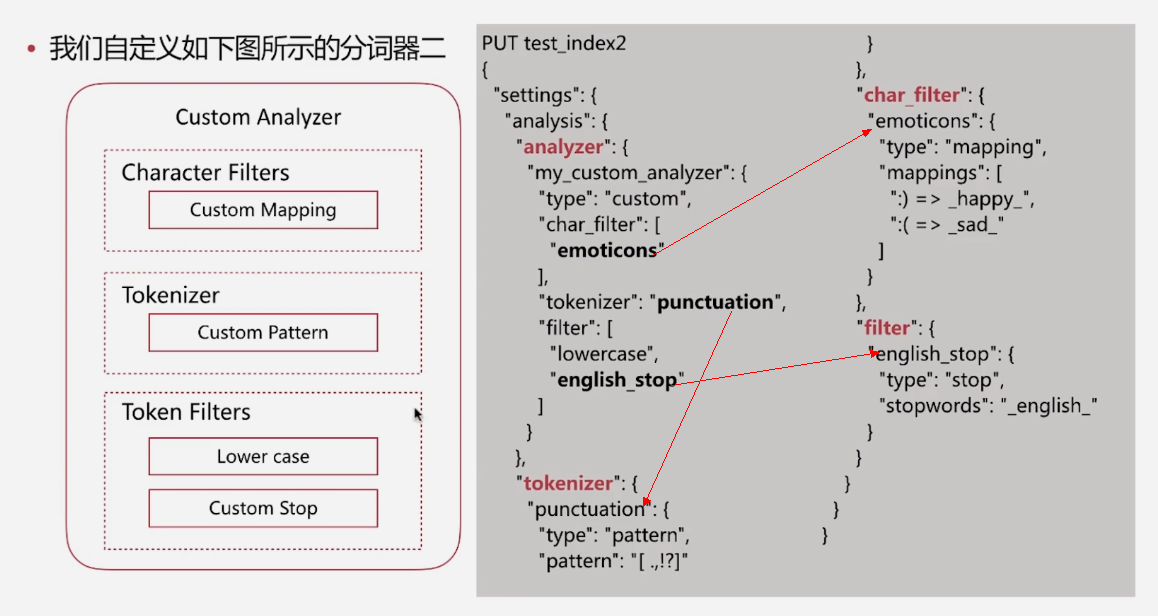 • 我们自定义如下图所示的分词器二
Custom Analyzer
Character Filters
Custom Mapping
Tokenizer
Custom Pattern
Token Filters
Lower case
Custom Stop
PUT test_index2
{
"settings": {
"analysis": {
"analyzer": {
"my_custom_analyzer": {
"type": "custom",
"char_filter": [
"emoticons"
],
"tokenizer": "punctuation",
"filter": [
"lowercase",
"english_stop"
]
}
},
"tokenizer": {
"punctuation": {
"type": "pattern",
"pattern": "[ .,!?]"
}
},
"char_filter": {
"emoticons": {
"type": "mapping",
"mappings": [
":) => _happy_",
":( => _sad_"
]
}
},
"filter": {
"english_stop": {
"type": "stop",
"stopwords": "_english_"
}
}
}
}
}